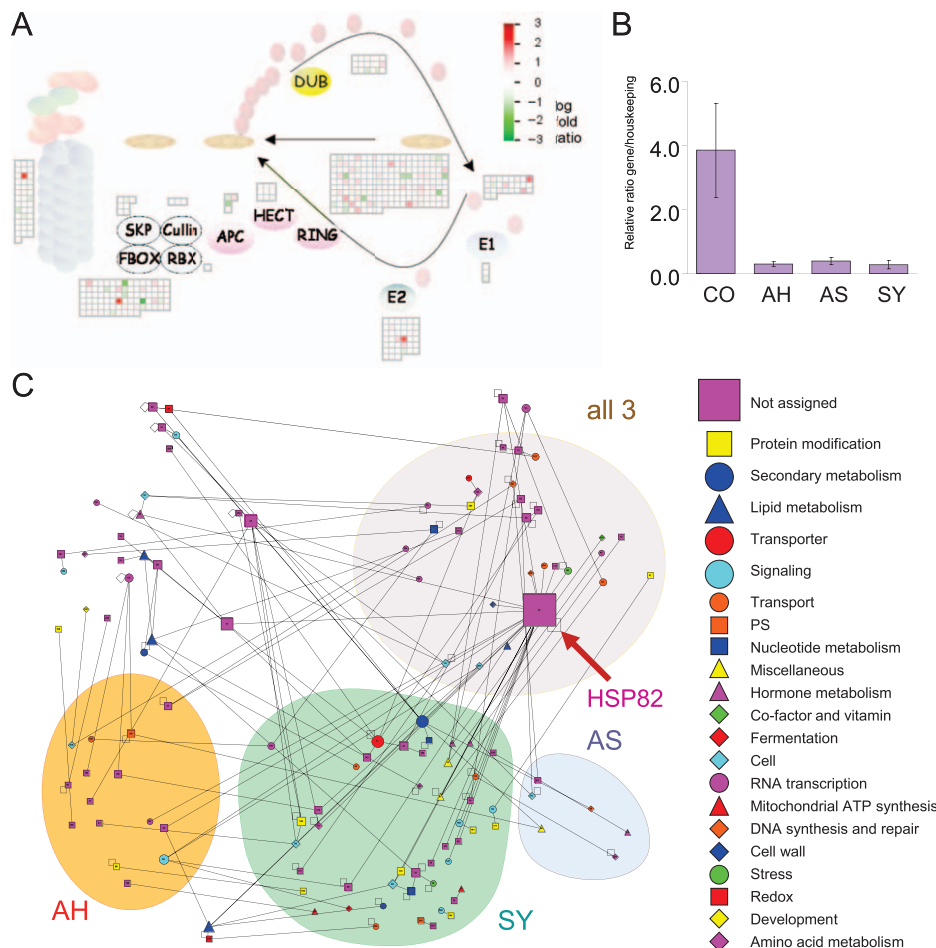 A
B
3
2
1
0
−1
−2
−3
og
fold
atio
DUB
SKP
Cullin
FBOX
RBX
APC
HECT
RING
E1
E2
Relative ratio gene/houskeeping
6.0
4.0
2.0
0.0
CO
AH
AS
SY
C
all 3
HSP82
AS
AH
SY
Not assigned
Protein modification
Secondary metabolism
Lipid metabolism
Transporter
Signaling
Transport
PS
Nucleotide metabolism
Miscellaneous
Hormone metabolism
Co-factor and vitamin
Fermentation
Cell
RNA transcription
Mitochondrial ATP synthesis
DNA synthesis and repair
Cell wall
Stress
Redox
Development
Amino acid metabolism